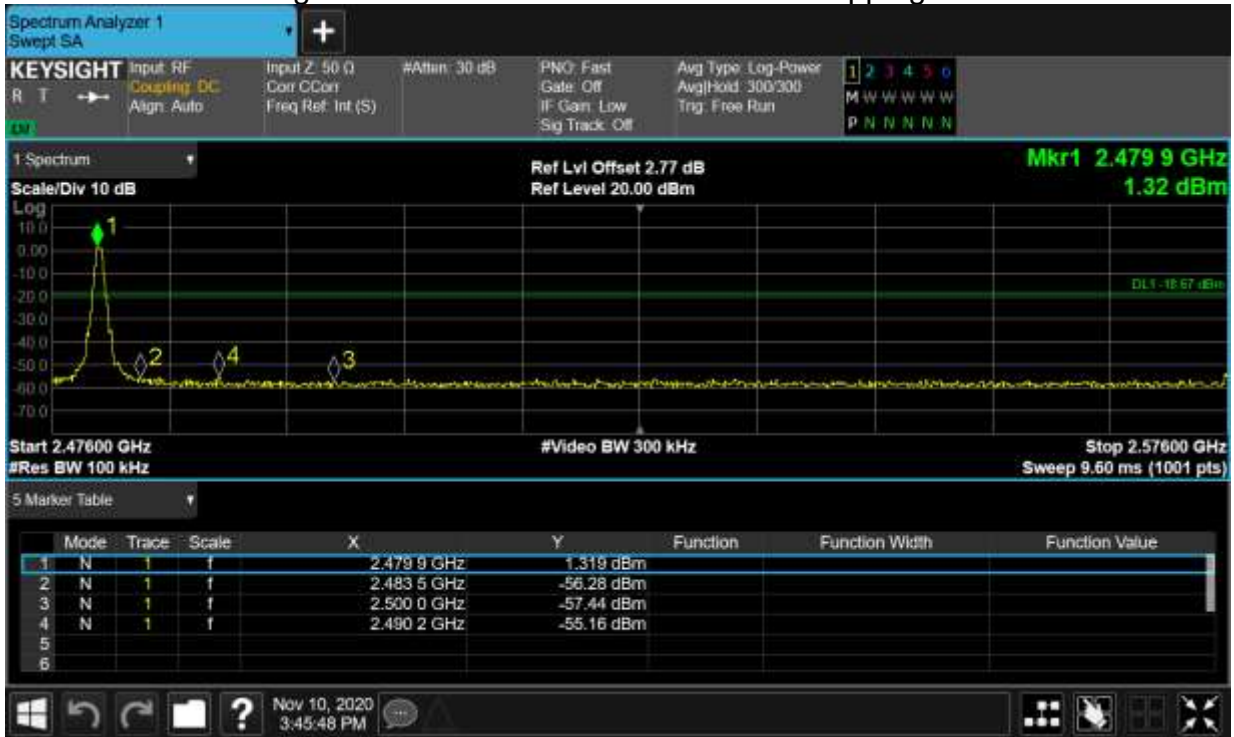 Spectrum Analyzer 1
Swept SA
+
KEYSIGHT Input: RF Input Z: 50 Ω #Atten: 30 dB PNO: Fast Avg Type: Log-Power 1 2 3 4 5 6
R T Coupling: DC Corr CCorr Gate: Off Avg|Hold: 300/300 M W W W W W
Align: Auto Freq Ref: Int (S) IF Gain: Low Trig: Free Run
Sig Track: Off P N N N N N
1 Spectrum Ref Lvl Offset 2.77 dB Mkr1 2.479 9 GHz
Scale/Div 10 dB Ref Level 20.00 dBm 1.32 dBm
Log
10.0 1
0.00
-10.0
DL1 -18.67 dBm
-20.0
-30.0
-40.0
2 4 3
-50.0
-60.0
-70.0
Start 2.47600 GHz #Video BW 300 kHz Stop 2.57600 GHz
#Res BW 100 kHz Sweep 9.60 ms (1001 pts)
5 Marker Table
Mode Trace Scale X Y Function Function Width Function Value
1 N 1 f 2.479 9 GHz 1.319 dBm
2 N 1 f 2.483 5 GHz -56.28 dBm
3 N 1 f 2.500 0 GHz -57.44 dBm
4 N 1 f 2.490 2 GHz -55.16 dBm
5
6
? Nov 10, 2020
3:45:48 PM